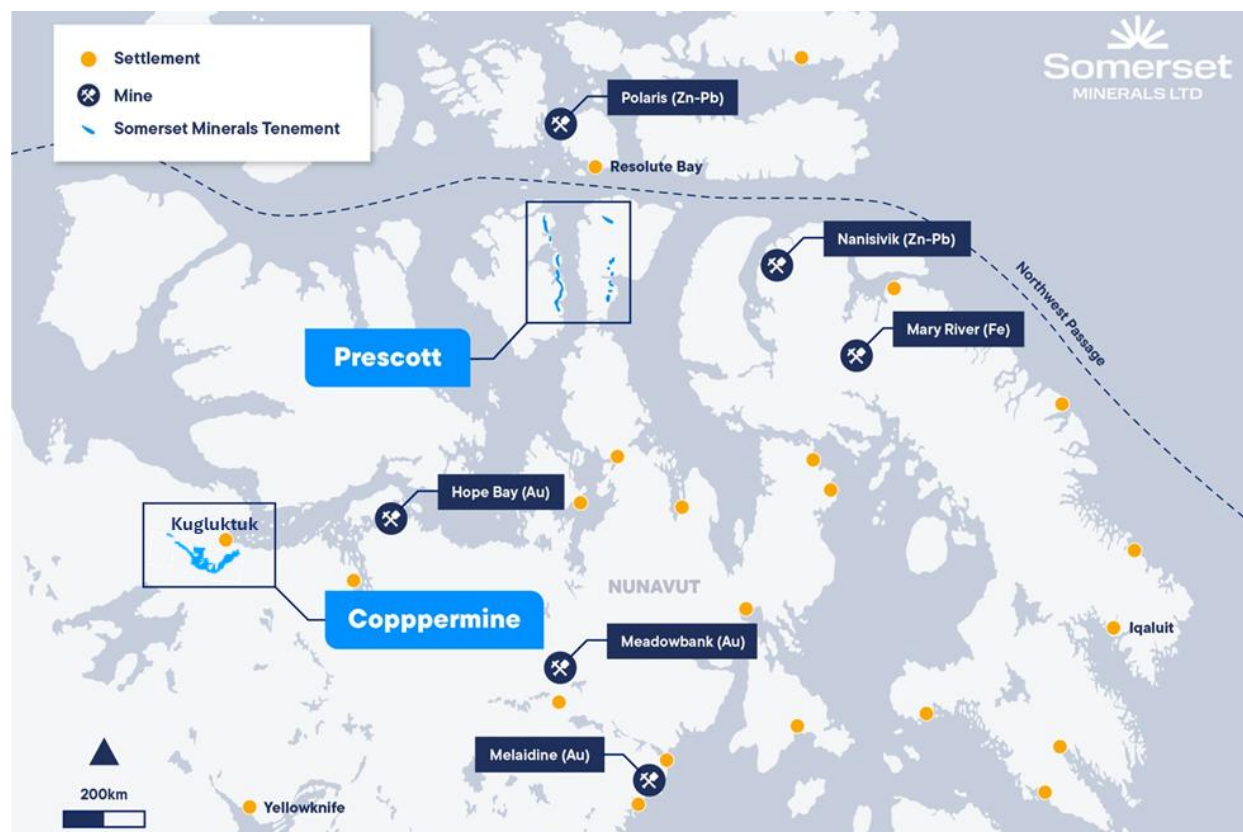 Settlement
Mine
Somerset Minerals Tenement
Somerset
MINERALS LTD
Polaris (Zn-Pb)
Resolute Bay
Nanisivik (Zn-Pb)
Northwest Passage
Mary River (Fe)
Prescott
Hope Bay (Au)
Kugluktuk
NUNAVUT
Copppermine
Meadowbank (Au)
Iqaluit
Melaidine (Au)
200km
Yellowknife